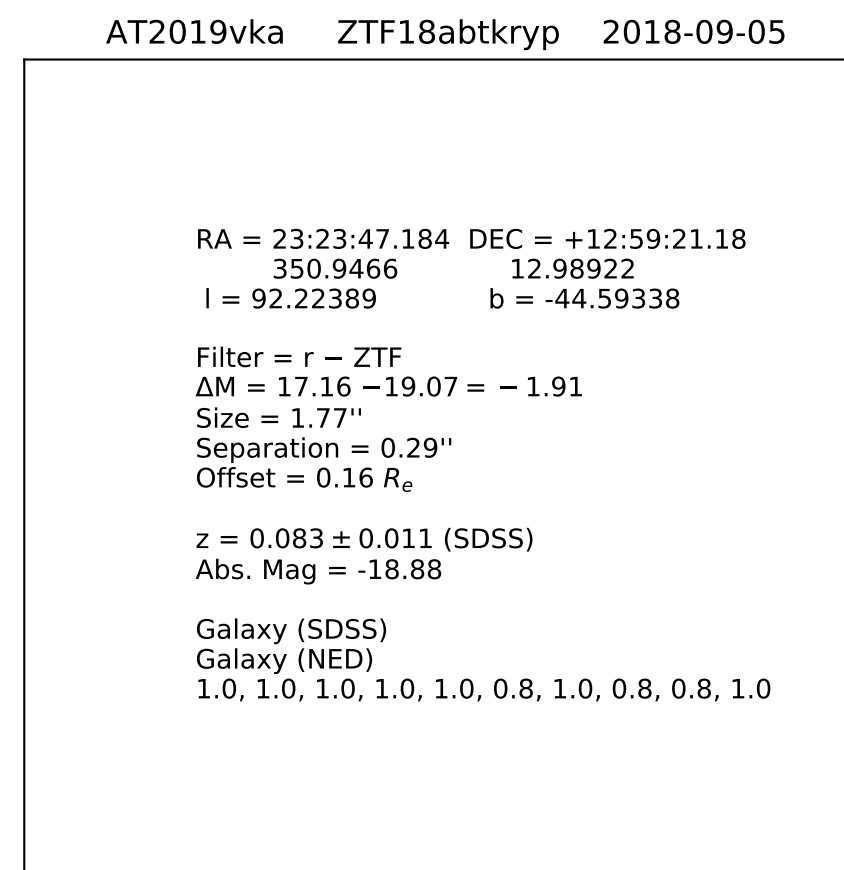 AT2019vka ZTF18abtkryp 2018-09-05
RA = 23:23:47.184 DEC = +12:59:21.18
350.9466 12.98922
l = 92.22389 b = -44.59338
Filter = r − ZTF
ΔM = 17.16 −19.07 = − 1.91
Size = 1.77''
Separation = 0.29''
Offset = 0.16 Re
z = 0.083 ± 0.011 (SDSS)
Abs. Mag = -18.88
Galaxy (SDSS)
Galaxy (NED)
1.0, 1.0, 1.0, 1.0, 1.0, 0.8, 1.0, 0.8, 0.8, 1.0